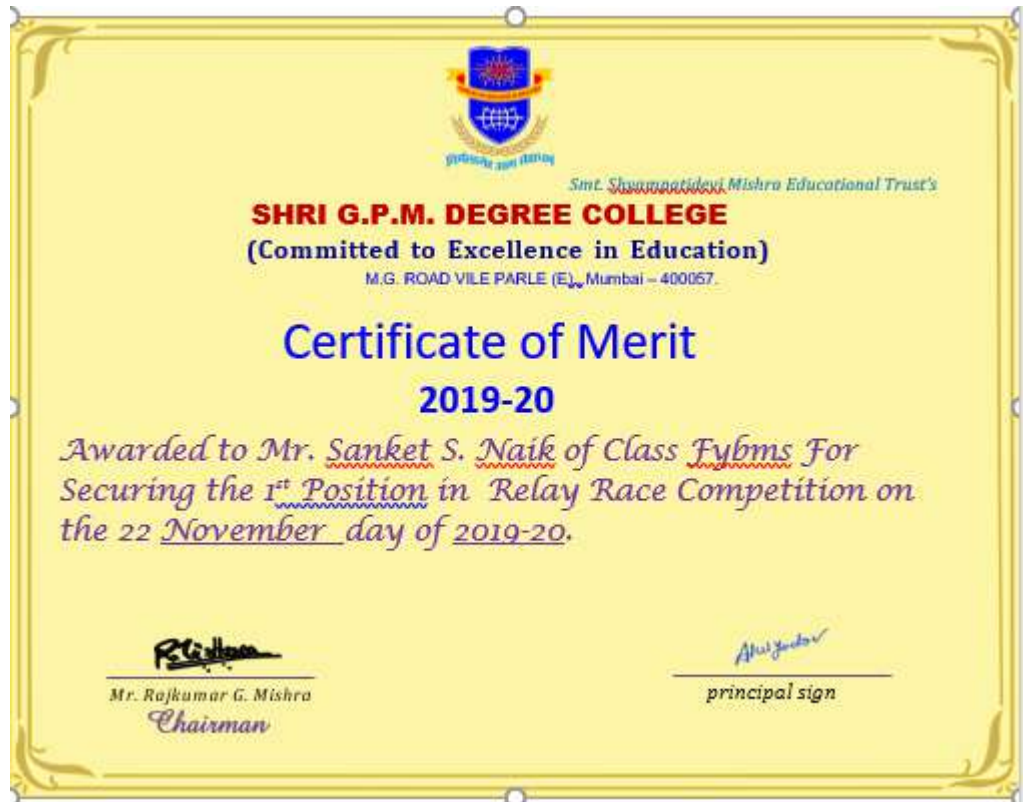 Smt. Shyampatidevi Mishra Educational Trust's
SHRI G.P.M. DEGREE COLLEGE
(Committed to Excellence in Education)
M.G. ROAD VILE PARLE (E)., Mumbai – 400057.
Certificate of Merit
2019-20
Awarded to Mr. Sanket S. Naik of Class Fybms For
Securing the 1st Position in Relay Race Competition on
the 22 November day of 2019-20.
Mr. Rajkumar G. Mishra
Chairman
principal sign